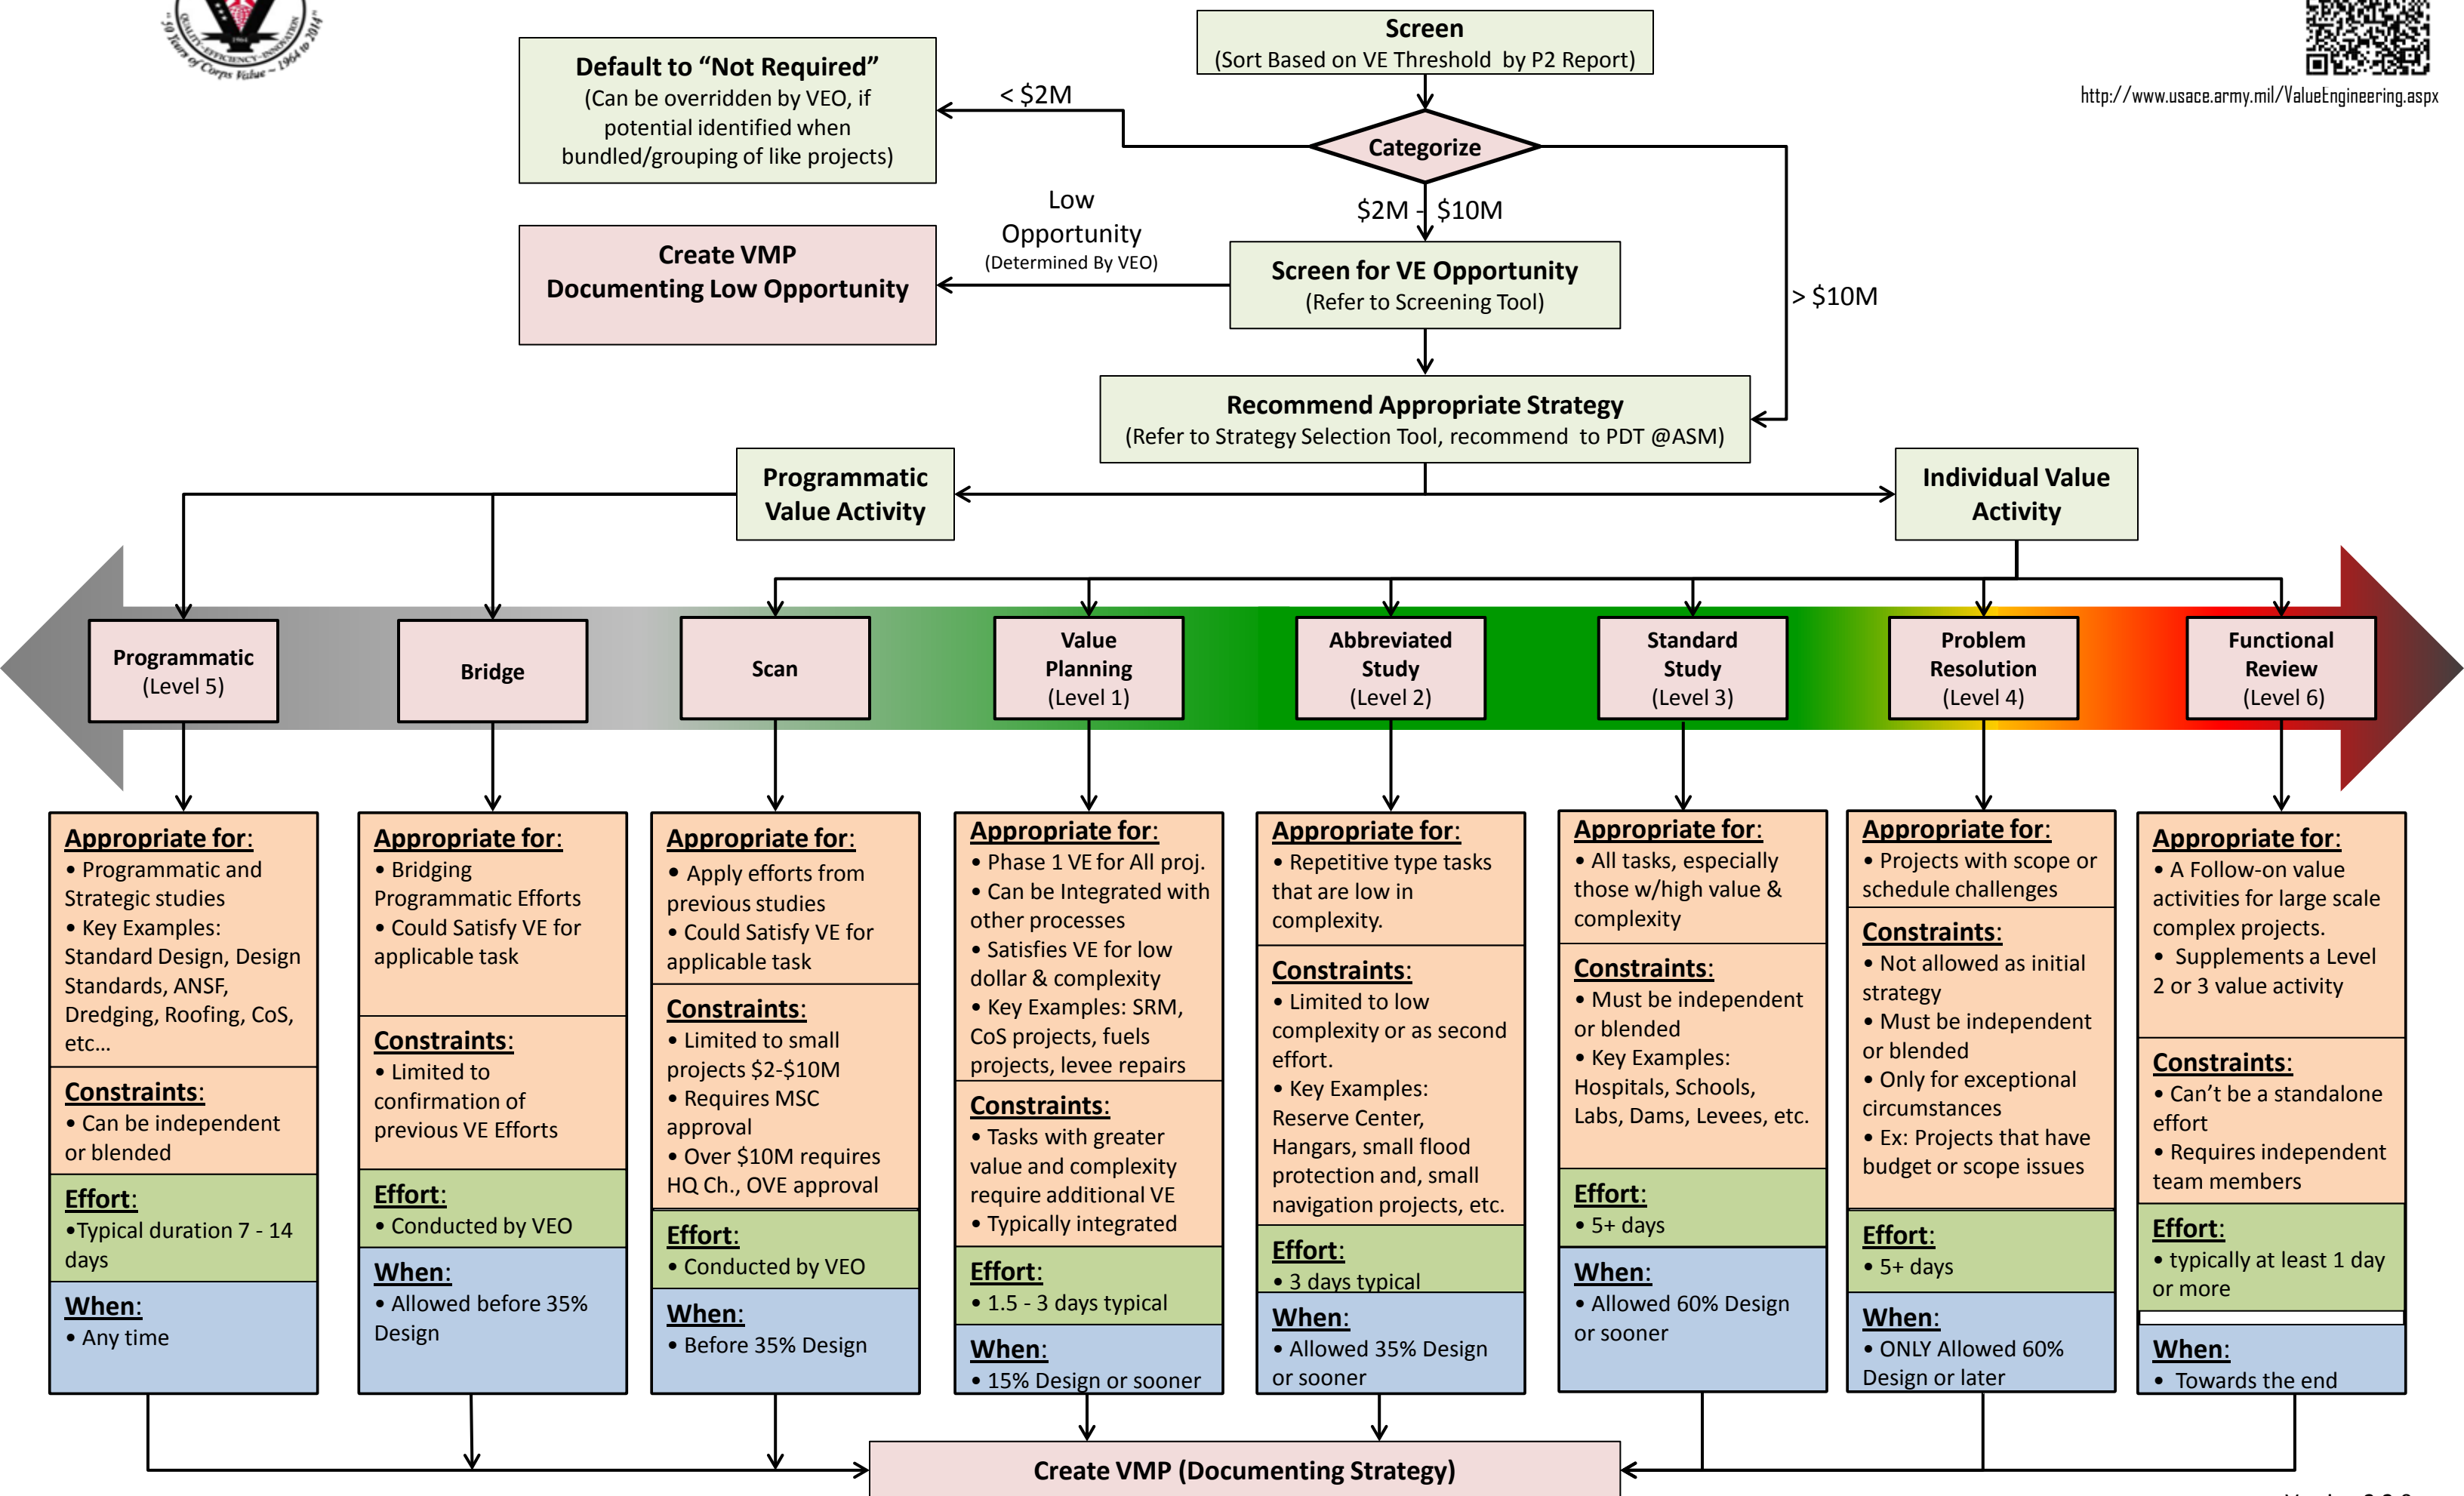 QUALITY–EFFICIENCY–INNOVATION
1964
“50 Years of Corps Value – 1964 to 2014”
http://www.usace.army.mil/ValueEngineering.aspx
Screen
(Sort Based on VE Threshold by P2 Report)
Categorize
< $2M
$2M - $10M
> $10M
Default to “Not Required”
(Can be overridden by VEO, if
potential identified when
bundled/grouping of like projects)
Low
Opportunity
(Determined By VEO)
Create VMP
Documenting Low Opportunity
Screen for VE Opportunity
(Refer to Screening Tool)
Recommend Appropriate Strategy
(Refer to Strategy Selection Tool, recommend to PDT @ASM)
Programmatic
Value Activity
Individual Value
Activity
Programmatic
(Level 5)
Bridge
Scan
Value
Planning
(Level 1)
Abbreviated
Study
(Level 2)
Standard
Study
(Level 3)
Problem
Resolution
(Level 4)
Functional
Review
(Level 6)
Appropriate for:
• Programmatic and
Strategic studies
• Key Examples:
Standard Design, Design
Standards, ANSF,
Dredging, Roofing, CoS,
etc…
Constraints:
• Can be independent
or blended
Effort:
•Typical duration 7 - 14
days
When:
• Any time
Appropriate for:
• Bridging
Programmatic Efforts
• Could Satisfy VE for
applicable task
Constraints:
• Limited to
confirmation of
previous VE Efforts
Effort:
• Conducted by VEO
When:
• Allowed before 35%
Design
Appropriate for:
• Apply efforts from
previous studies
• Could Satisfy VE for
applicable task
Constraints:
• Limited to small
projects $2-$10M
• Requires MSC
approval
• Over $10M requires
HQ Ch., OVE approval
Effort:
• Conducted by VEO
When:
• Before 35% Design
Appropriate for:
• Phase 1 VE for All proj.
• Can be Integrated with
other processes
• Satisfies VE for low
dollar & complexity
• Key Examples: SRM,
CoS projects, fuels
projects, levee repairs
Constraints:
• Tasks with greater
value and complexity
require additional VE
• Typically integrated
Effort:
• 1.5 - 3 days typical
When:
• 15% Design or sooner
Appropriate for:
• Repetitive type tasks
that are low in
complexity.
Constraints:
• Limited to low
complexity or as second
effort.
• Key Examples:
Reserve Center,
Hangars, small flood
protection and, small
navigation projects, etc.
Effort:
• 3 days typical
When:
• Allowed 35% Design
or sooner
Appropriate for:
• All tasks, especially
those w/high value &
complexity
Constraints:
• Must be independent
or blended
• Key Examples:
Hospitals, Schools,
Labs, Dams, Levees, etc.
Effort:
• 5+ days
When:
• Allowed 60% Design
or sooner
Appropriate for:
• Projects with scope or
schedule challenges
Constraints:
• Not allowed as initial
strategy
• Must be independent
or blended
• Only for exceptional
circumstances
• Ex: Projects that have
budget or scope issues
Effort:
• 5+ days
When:
• ONLY Allowed 60%
Design or later
Appropriate for:
• A Follow-on value
activities for large scale
complex projects.
• Supplements a Level
2 or 3 value activity
Constraints:
• Can’t be a standalone
effort
• Requires independent
team members
Effort:
• typically at least 1 day
or more
When:
• Towards the end
Create VMP (Documenting Strategy)